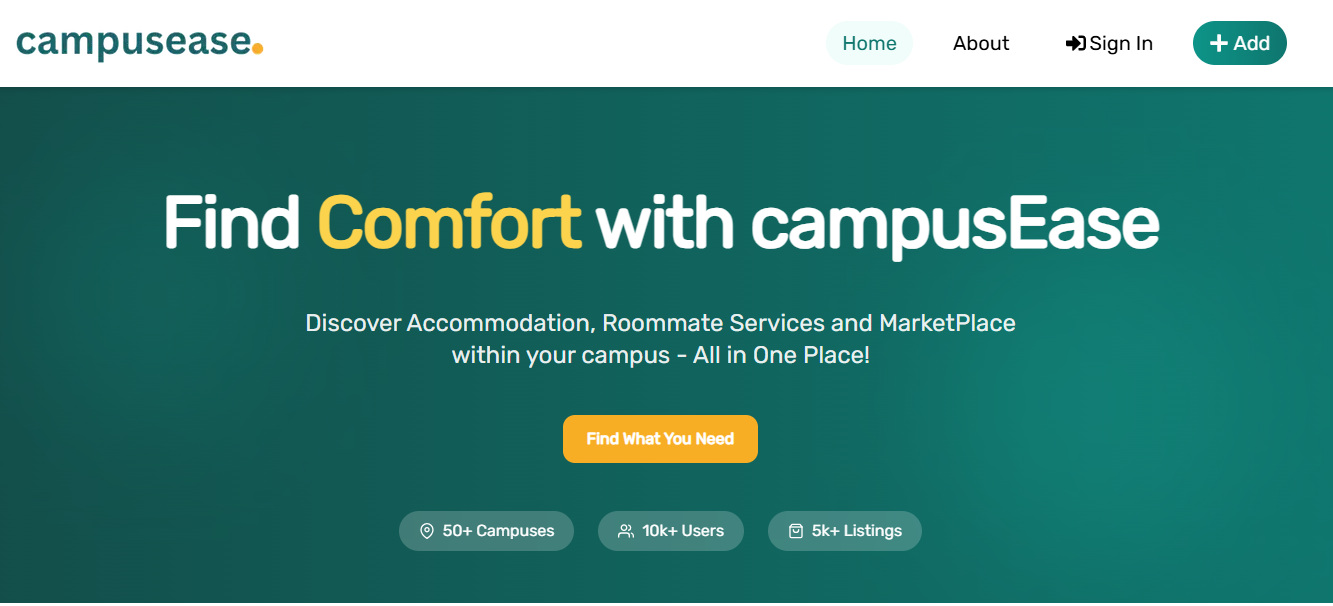 campusease.
Home
About
Sign In
Add
Find Comfort with campusEase
Discover Accommodation, Roommate Services and MarketPlace
within your campus - All in One Place!
Find What You Need
50+ Campuses
10k+ Users
5k+ Listings